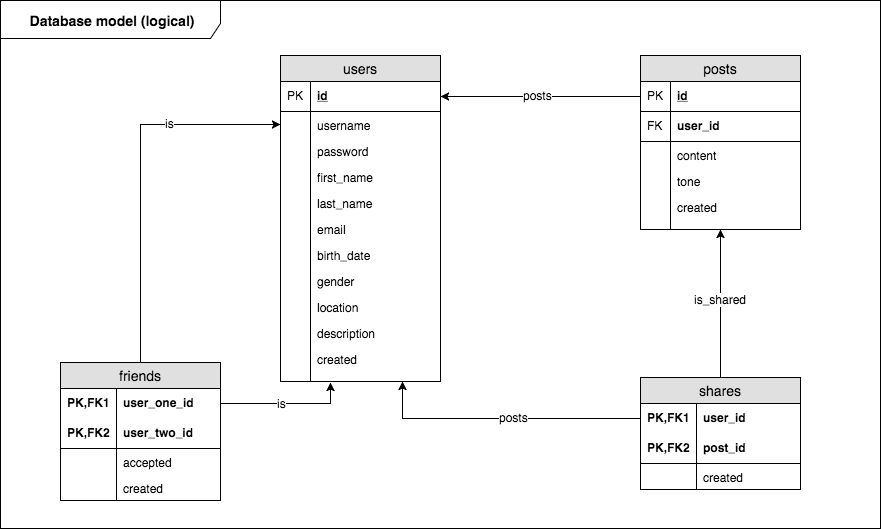 Database model (logical)
users
PK id
username
password
first_name
last_name
email
birth_date
gender
location
description
created
posts
PK id
FK user_id
content
tone
created
posts
is
is_shared
friends
PK,FK1 user_one_id
PK,FK2 user_two_id
accepted
created
is
posts
shares
PK,FK1 user_id
PK,FK2 post_id
created